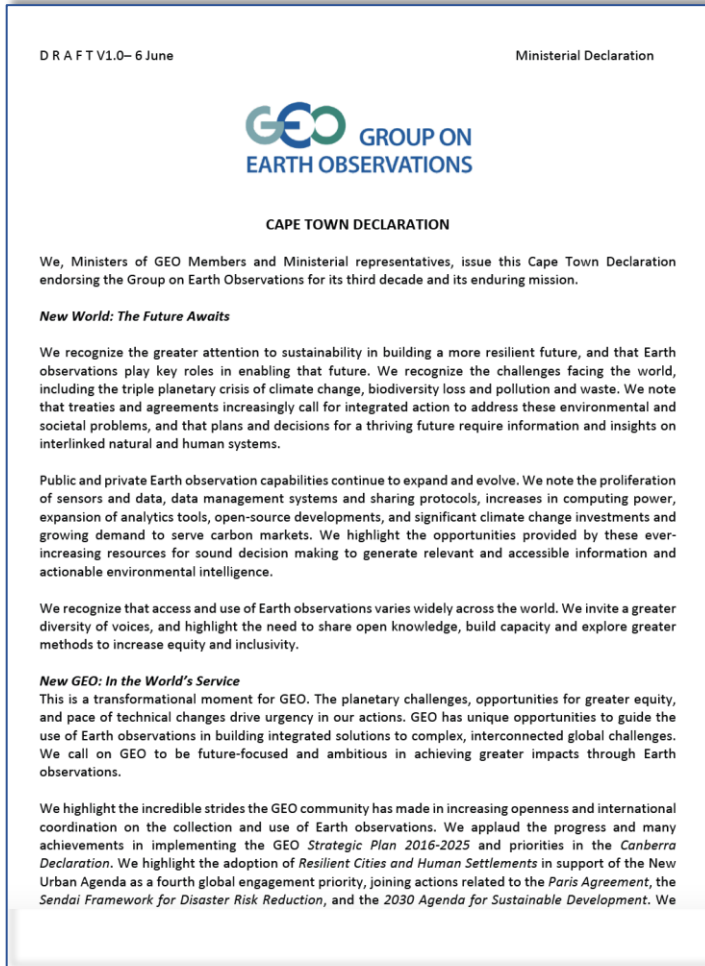 D R A F T V1.0– 6 June Ministerial Declaration
GEO GROUP ON
EARTH OBSERVATIONS
CAPE TOWN DECLARATION
We, Ministers of GEO Members and Ministerial representatives, issue this Cape Town Declaration
endorsing the Group on Earth Observations for its third decade and its enduring mission.
New World: The Future Awaits
We recognize the greater attention to sustainability in building a more resilient future, and that Earth
observations play key roles in enabling that future. We recognize the challenges facing the world,
including the triple planetary crisis of climate change, biodiversity loss and pollution and waste. We note
that treaties and agreements increasingly call for integrated action to address these environmental and
societal problems, and that plans and decisions for a thriving future require information and insights on
interlinked natural and human systems.
Public and private Earth observation capabilities continue to expand and evolve. We note the proliferation
of sensors and data, data management systems and sharing protocols, increases in computing power,
expansion of analytics tools, open-source developments, and significant climate change investments and
growing demand to serve carbon markets. We highlight the opportunities provided by these ever-
increasing resources for sound decision making to generate relevant and accessible information and
actionable environmental intelligence.
We recognize that access and use of Earth observations varies widely across the world. We invite a greater
diversity of voices, and highlight the need to share open knowledge, build capacity and explore greater
methods to increase equity and inclusivity.
New GEO: In the World's Service
This is a transformational moment for GEO. The planetary challenges, opportunities for greater equity,
and pace of technical changes drive urgency in our actions. GEO has unique opportunities to guide the
use of Earth observations in building integrated solutions to complex, interconnected global challenges.
We call on GEO to be future-focused and ambitious in achieving greater impacts through Earth
observations.
We highlight the incredible strides the GEO community has made in increasing openness and international
coordination on the collection and use of Earth observations. We applaud the progress and many
achievements in implementing the GEO Strategic Plan 2016-2025 and priorities in the Canberra
Declaration. We highlight the adoption of Resilient Cities and Human Settlements in support of the New
Urban Agenda as a fourth global engagement priority, joining actions related to the Paris Agreement, the
Sendai Framework for Disaster Risk Reduction, and the 2030 Agenda for Sustainable Development. We